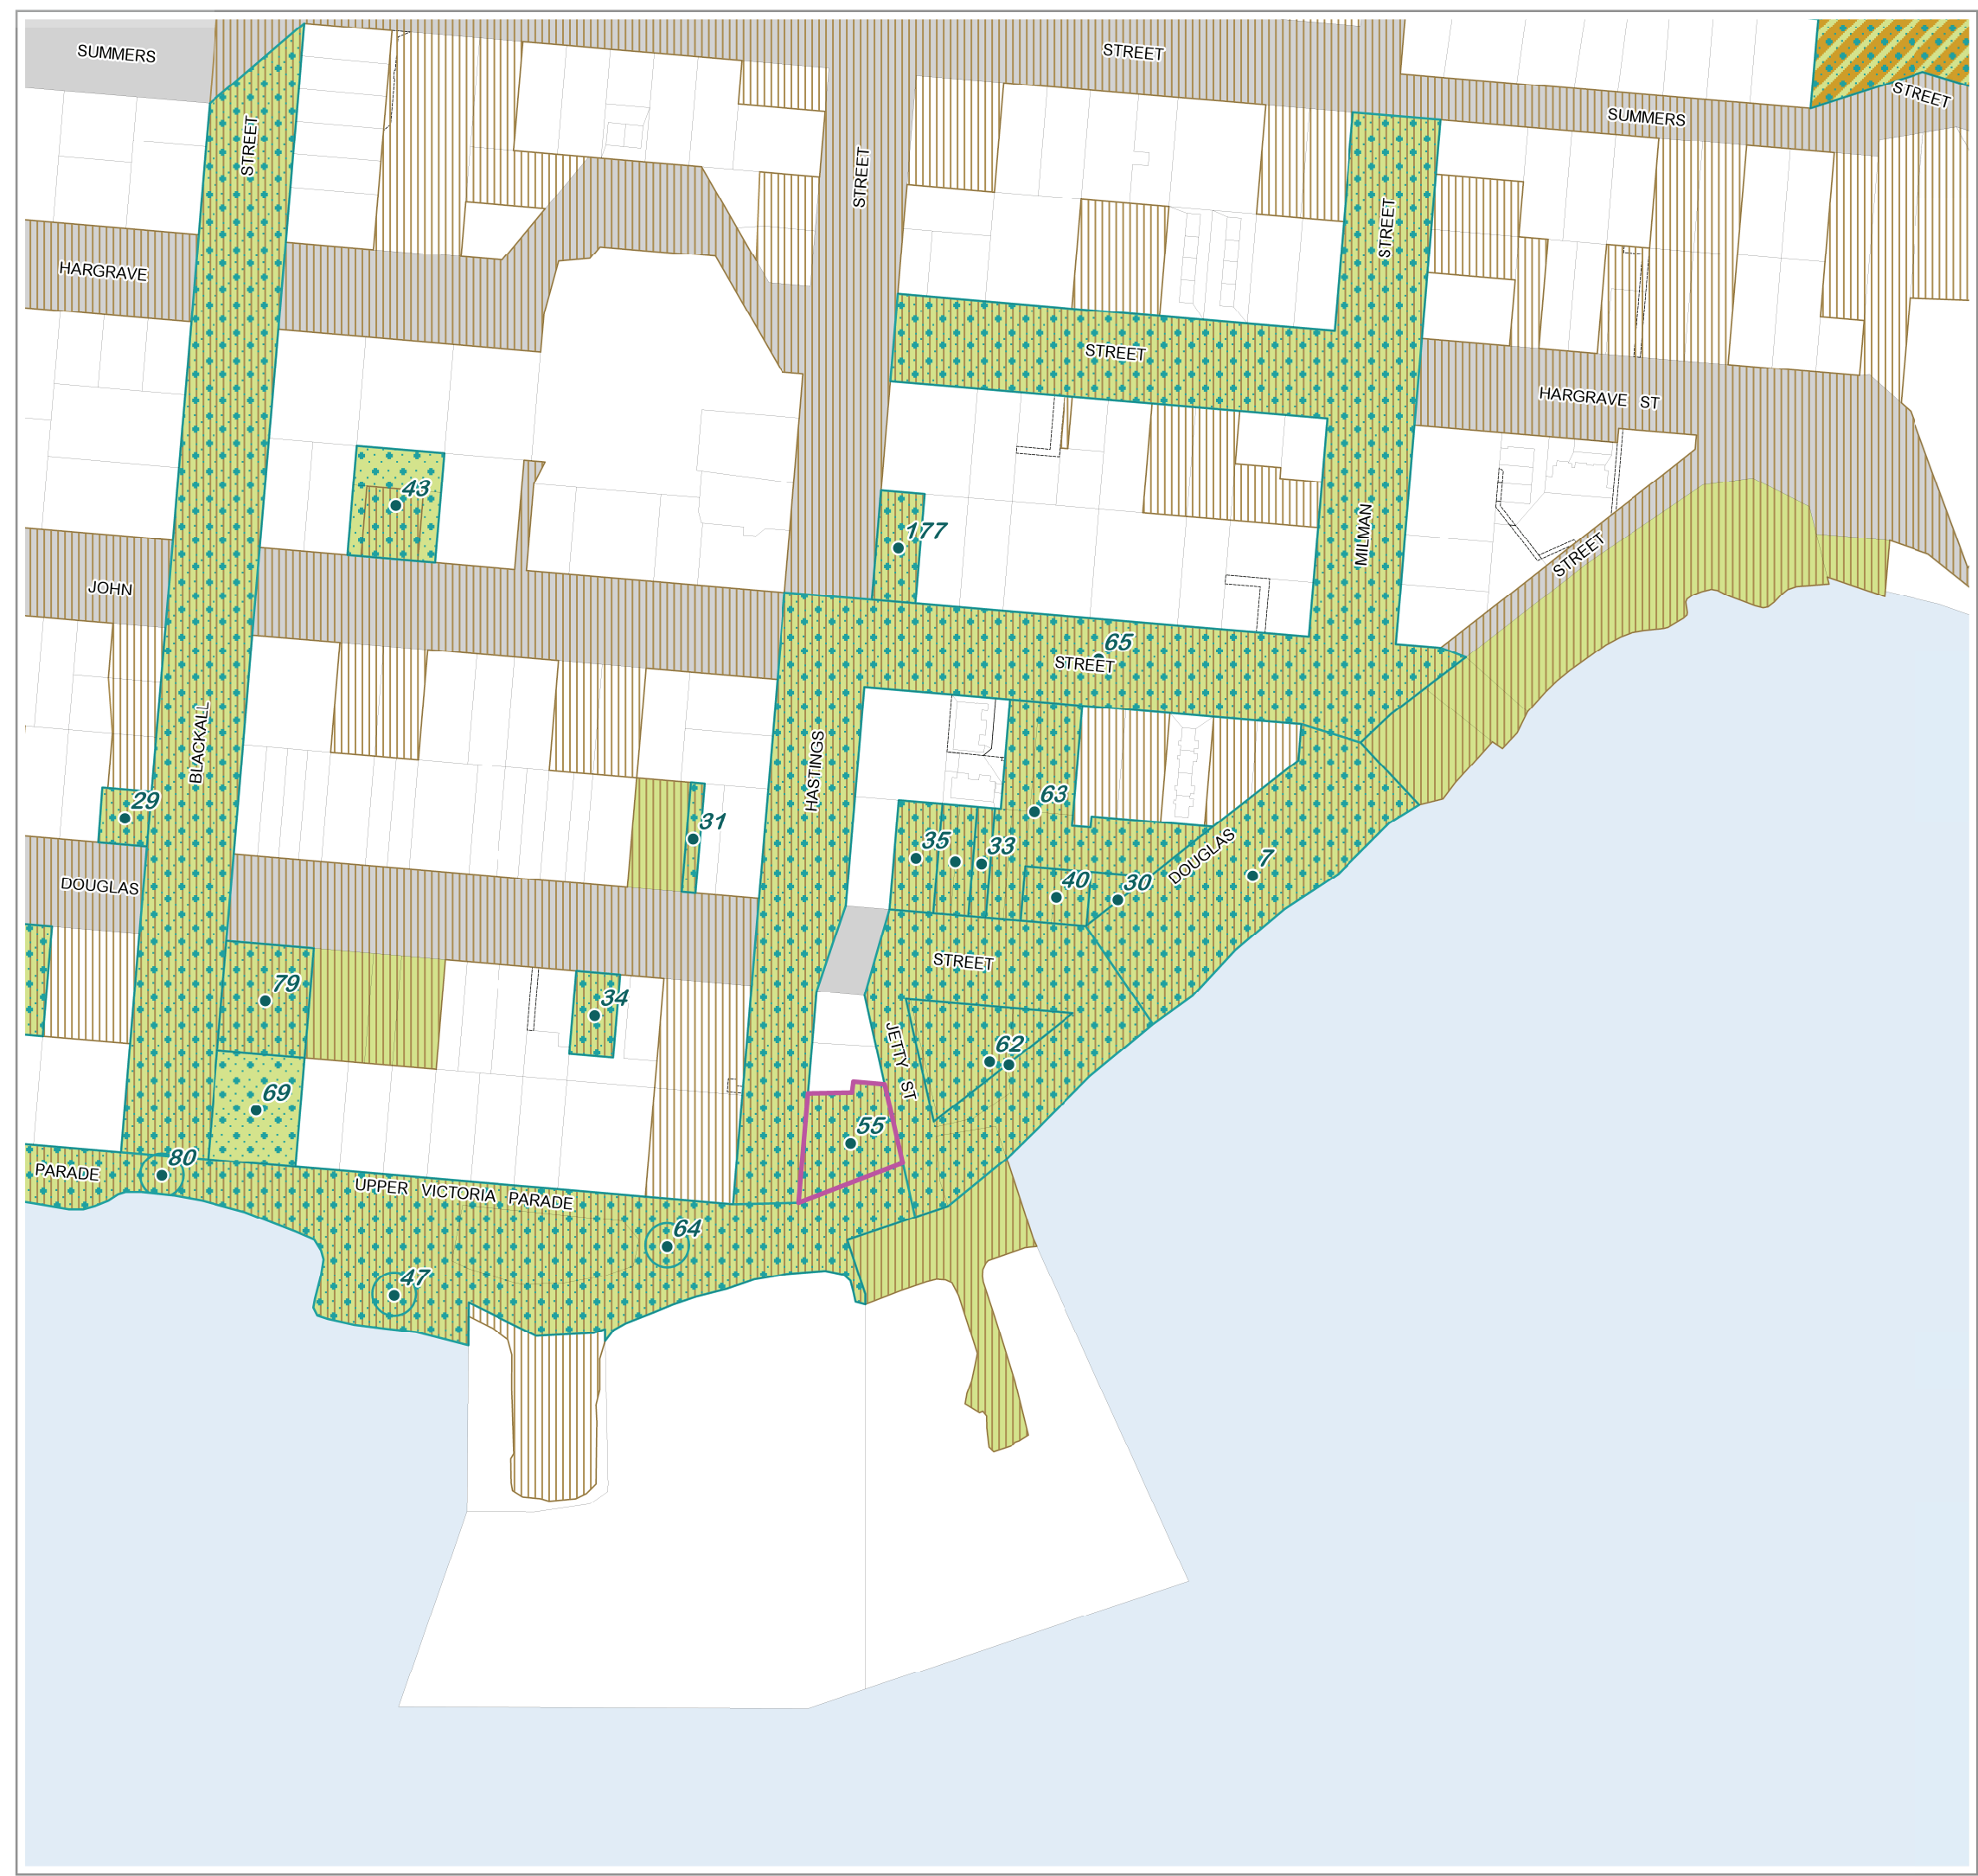 SUMMERS
STREET
SUMMERS
STREET
STREET
STREET
STREET
HARGRAVE
STREET
HARGRAVE ST
43
177
MILMAN
STREET
JOHN
65
STREET
BLACKALL
HASTINGS
29
31
63
35
33
DOUGLAS
7
DOUGLAS
40
30
STREET
79
34
62
JETTY ST
69
55
80
PARADE
UPPER VICTORIA PARADE
64
47